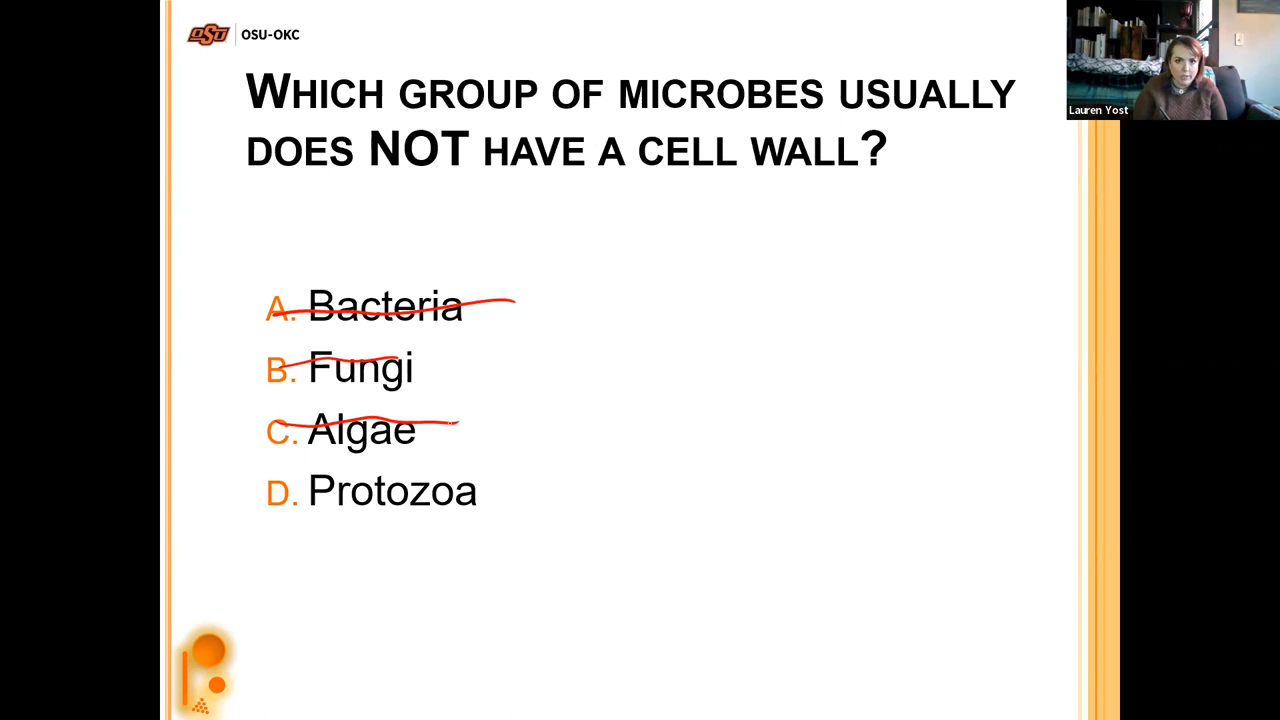 OSU OSU-OKC
WHICH GROUP OF MICROBES USUALLY
DOES NOT HAVE A CELL WALL?
Lauren Yost
A. Bacteria
B. Fungi
C. Algae
D. Protozoa